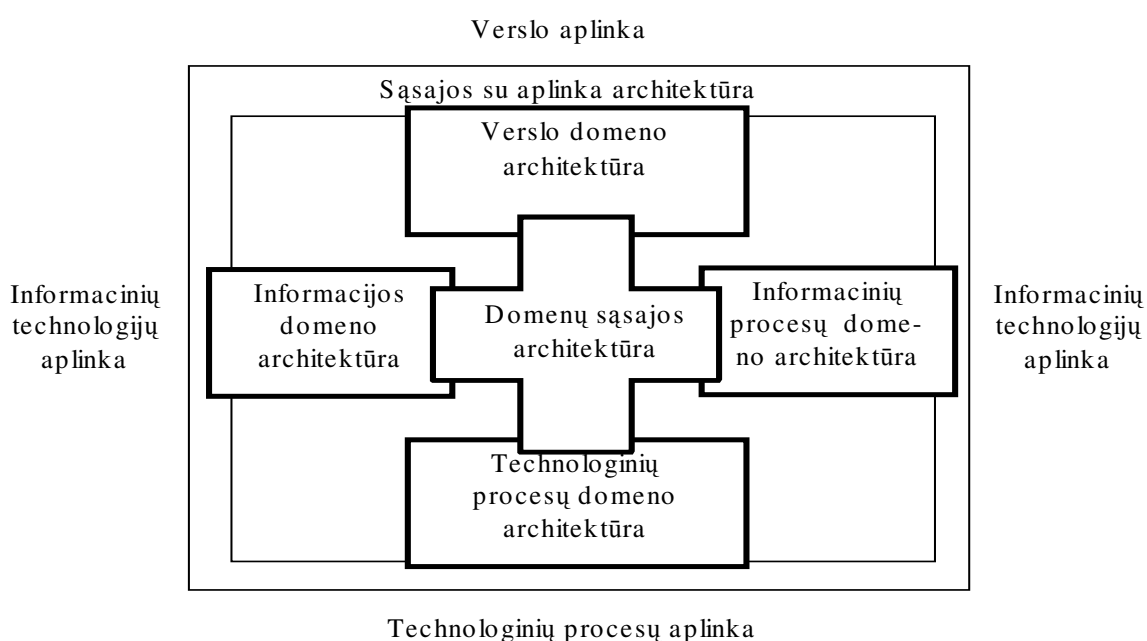 Verslo aplinka
Sąsajos su aplinka architektūra
Verslo domeno
architektūra
Informacinių
technologijų
aplinka
Informacijos
domeno
architektūra
Domenų sąsajos
architektūra
Informacinių
procesų dome-
no architektūra
Informacinių
technologijų
aplinka
Technologinių
procesų domeno
architektūra
Technologinių procesų aplinka